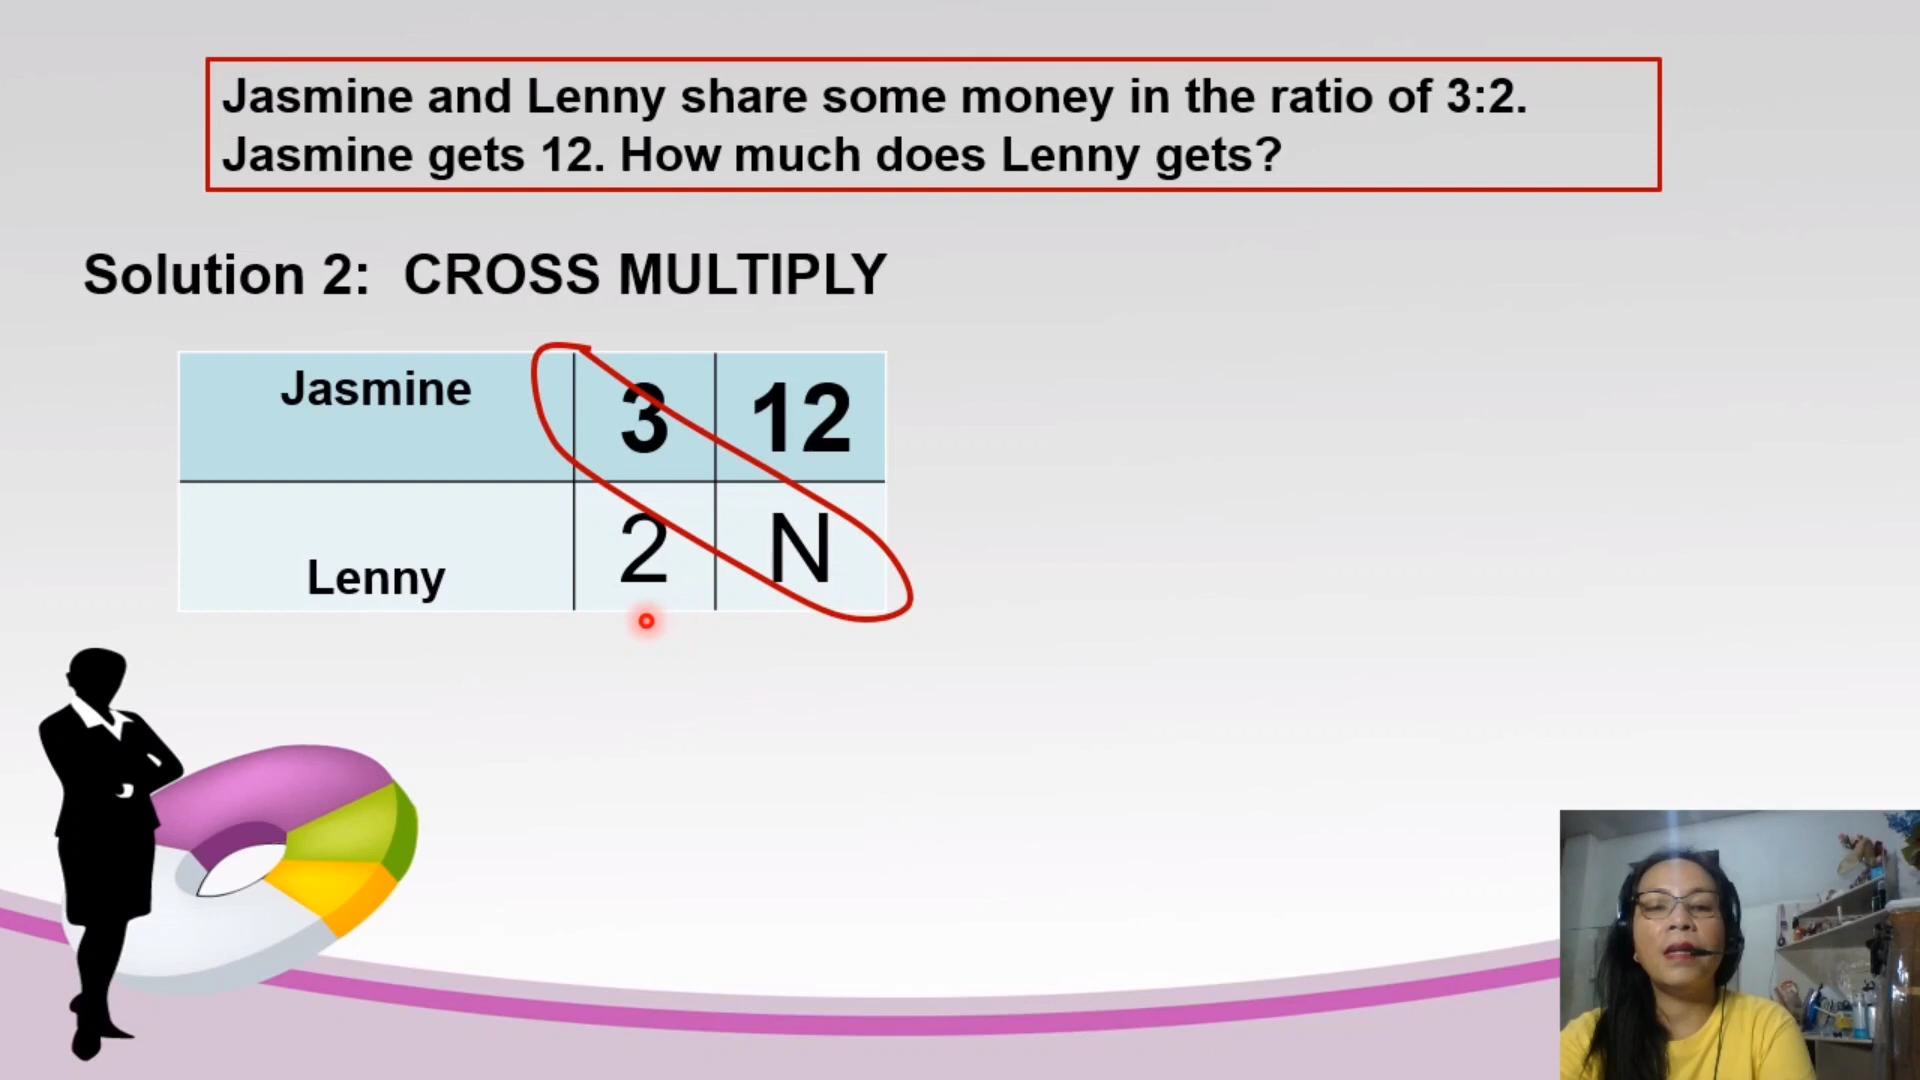 Jasmine and Lenny share some money in the ratio of 3:2.
Jasmine gets 12. How much does Lenny gets?
Solution 2: CROSS MULTIPLY
Jasmine 3 12
Lenny 2 N